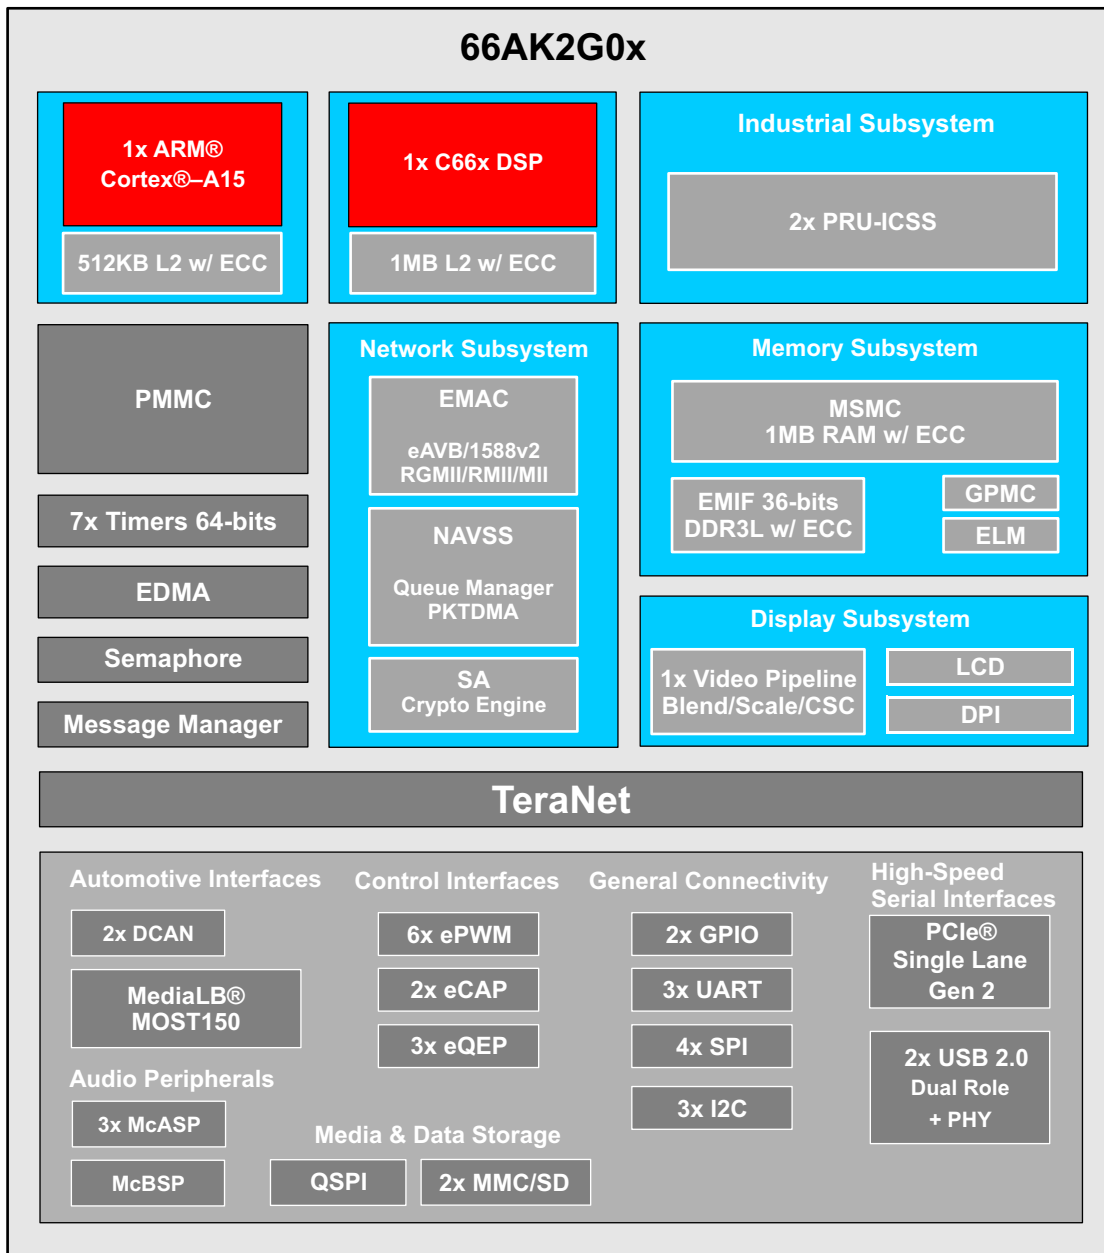 66AK2G0x
1x ARM®
Cortex®–A15
512KB L2 w/ ECC
1x C66x DSP
1MB L2 w/ ECC
Industrial Subsystem
2x PRU-ICSS
PMMC
7x Timers 64-bits
EDMA
Semaphore
Message Manager
Network Subsystem
EMAC
eAVB/1588v2
RGMII/RMII/MII
NAVSS
Queue Manager
PKTDMA
SA
Crypto Engine
Memory Subsystem
MSMC
1MB RAM w/ ECC
EMIF 36-bits
DDR3L w/ ECC
GPMC
ELM
Display Subsystem
1x Video Pipeline
Blend/Scale/CSC
LCD
DPI
TeraNet
Automotive Interfaces
2x DCAN
MediaLB®
MOST150
Audio Peripherals
3x McASP
McBSP
Control Interfaces
6x ePWM
2x eCAP
3x eQEP
Media & Data Storage
QSPI
2x MMC/SD
General Connectivity
2x GPIO
3x UART
4x SPI
3x I2C
High-Speed
Serial Interfaces
PCIe®
Single Lane
Gen 2
2x USB 2.0
Dual Role
+ PHY